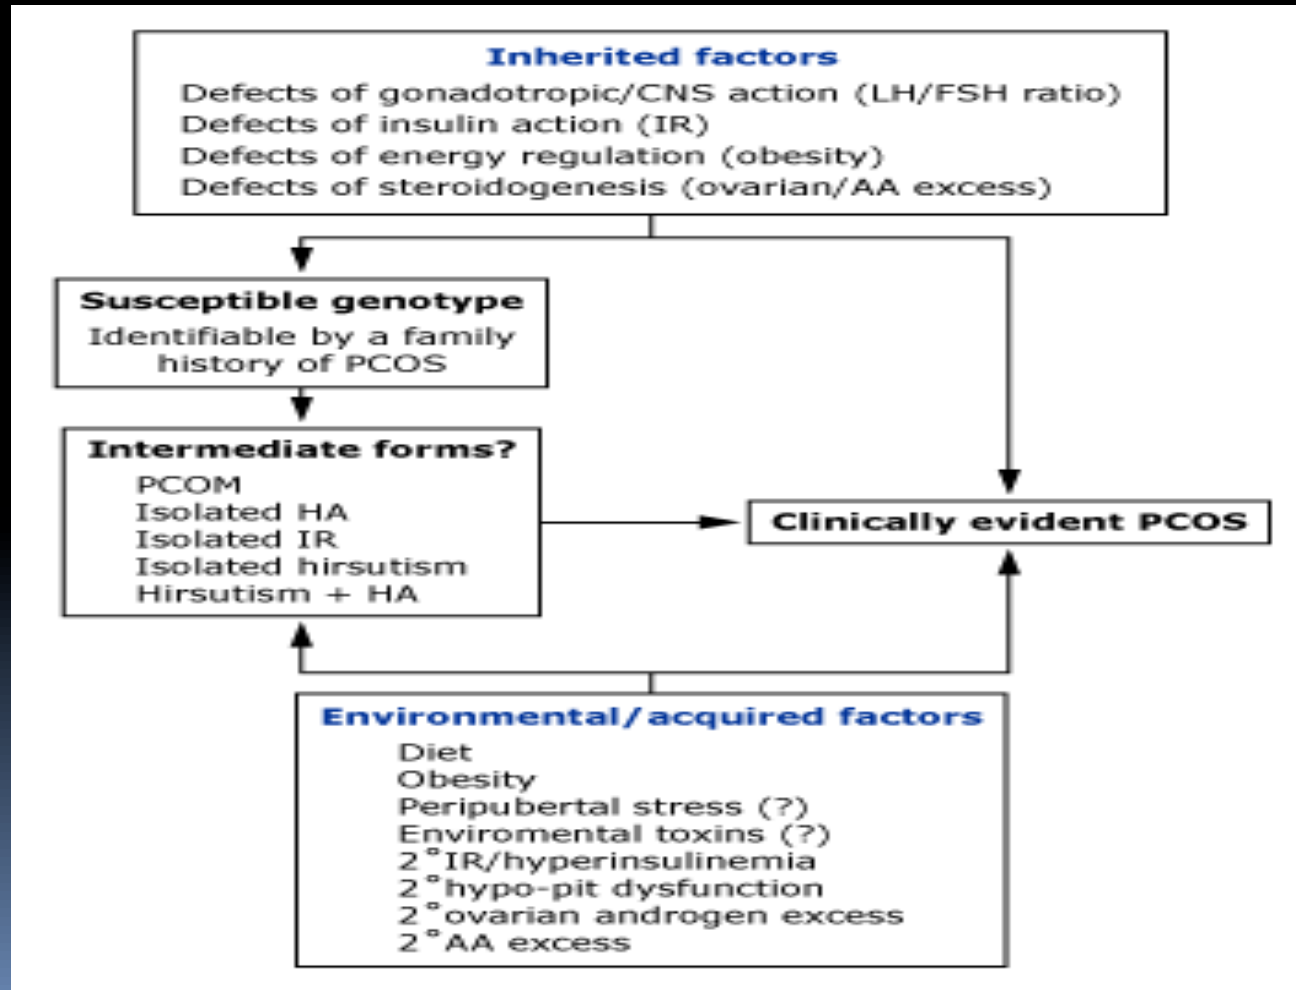 Inherited factors
Defects of gonadotropic/CNS action (LH/FSH ratio)
Defects of insulin action (IR)
Defects of energy regulation (obesity)
Defects of steroidogenesis (ovarian/AA excess)
Susceptible genotype
Identifiable by a family
history of PCOS
Intermediate forms?
PCOM
Isolated HA
Isolated IR
Isolated hirsutism
Hirsutism + HA
Clinically evident PCOS
Environmental/acquired factors
Diet
Obesity
Peripubertal stress (?)
Enviromental toxins (?)
2°IR/hyperinsulinemia
2°hypo-pit dysfunction
2°ovarian androgen excess
2°AA excess